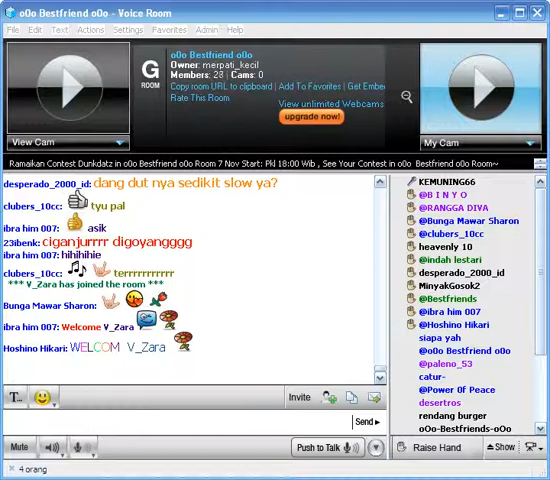 o0o Bestfriend o0o - Voice Room
File Edit Text Actions Settings Favorites Admin Help
View Cam
G
ROOM
o0o Bestfriend o0o
Owner: merpati_kecil
Members: 23 | Cams: 0
Copy room URL to clipboard | Add To Favorites | Get Embe
Rate This Room
View unlimited Webcams
upgrade now!
My Cam
Ramaikan Contest Dunkdatz in o0o Bestfriend o0o Room 7 Nov Start: Pkl 18:00 Wib , See Your Contest in o0o Bestfriend o0o Room~
desperado_2000_id: dang dut nya sedikit slow ya?
clubers_10cc: tyu pal
ibra him 007: asik
23ibenk: ciganjurrrr digoyangggg
ibra him 007: hihihihie
clubers_10cc: terrrrrrrrrrr
*** V_Zara has joined the room ***
Bunga Mawar Sharon:
ibra him 007: Welcome V_Zara
Hoshino Hikari: WELCOM V_Zara
KEMUNING66
@B I N Y O
@RANGGA DIVA
@Bunga Mawar Sharon
@clubers_10cc
heavenly 10
@indah lestari
desperado_2000_id
MinyakGosok2
@Bestfriends
@ibra him 007
@Hoshino Hikari
siapa yah
@o0o Bestfriend o0o
@paleno_53
catur-
@Power 0f Peace
desertros
rendang burger
oOo-Bestfriends-oOo
T..
Invite
Send
Mute
Push to Talk
Raise Hand
Show
4 orang